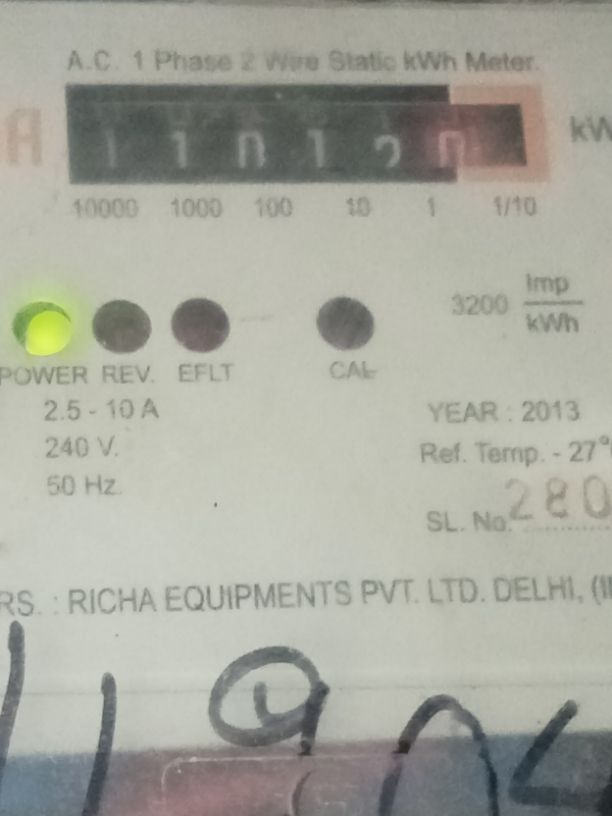 A.C. 1 Phase 2 Wire Static kWh Meter.
10000 1000 100 10 1 1/10
3200 Imp
kWh
POWER REV. EFLT CAL
2.5 - 10 A
YEAR : 2013
240 V.
Ref. Temp. - 27°
50 Hz.
SL. No. 280
RS. : RICHA EQUIPMENTS PVT. LTD. DELHI,